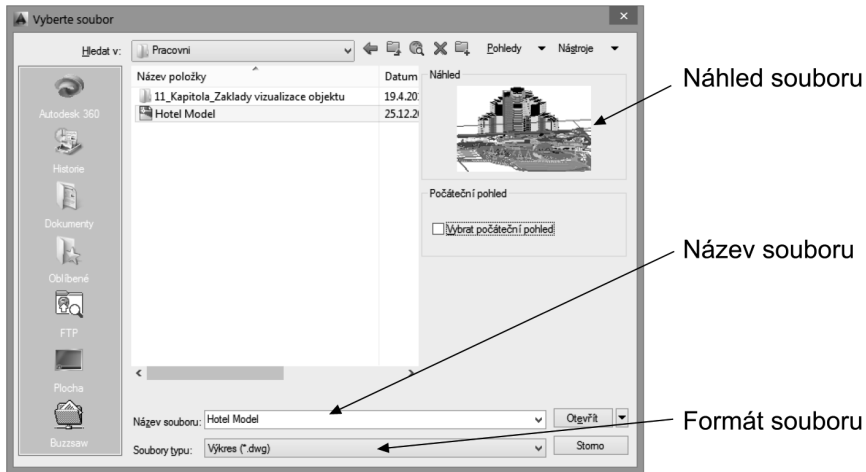 Vyberte soubor
Hledat v: Pracovni Pohledy Nástroje
Název položky Datum
11_Kapitola_Zaklady vizualizace objektu 19.4.20
Hotel Model 25.12.20
Náhled
Náhled souboru
Počáteční pohled
Vybrat počáteční pohled
Autodesk 360
Historie
Dokumenty
Oblíbené
FTP
Plocha
Buzzsaw
Název souboru
Název souboru: Hotel Model Otevřít
Soubory typu: Výkres (*.dwg) Storno
Formát souboru